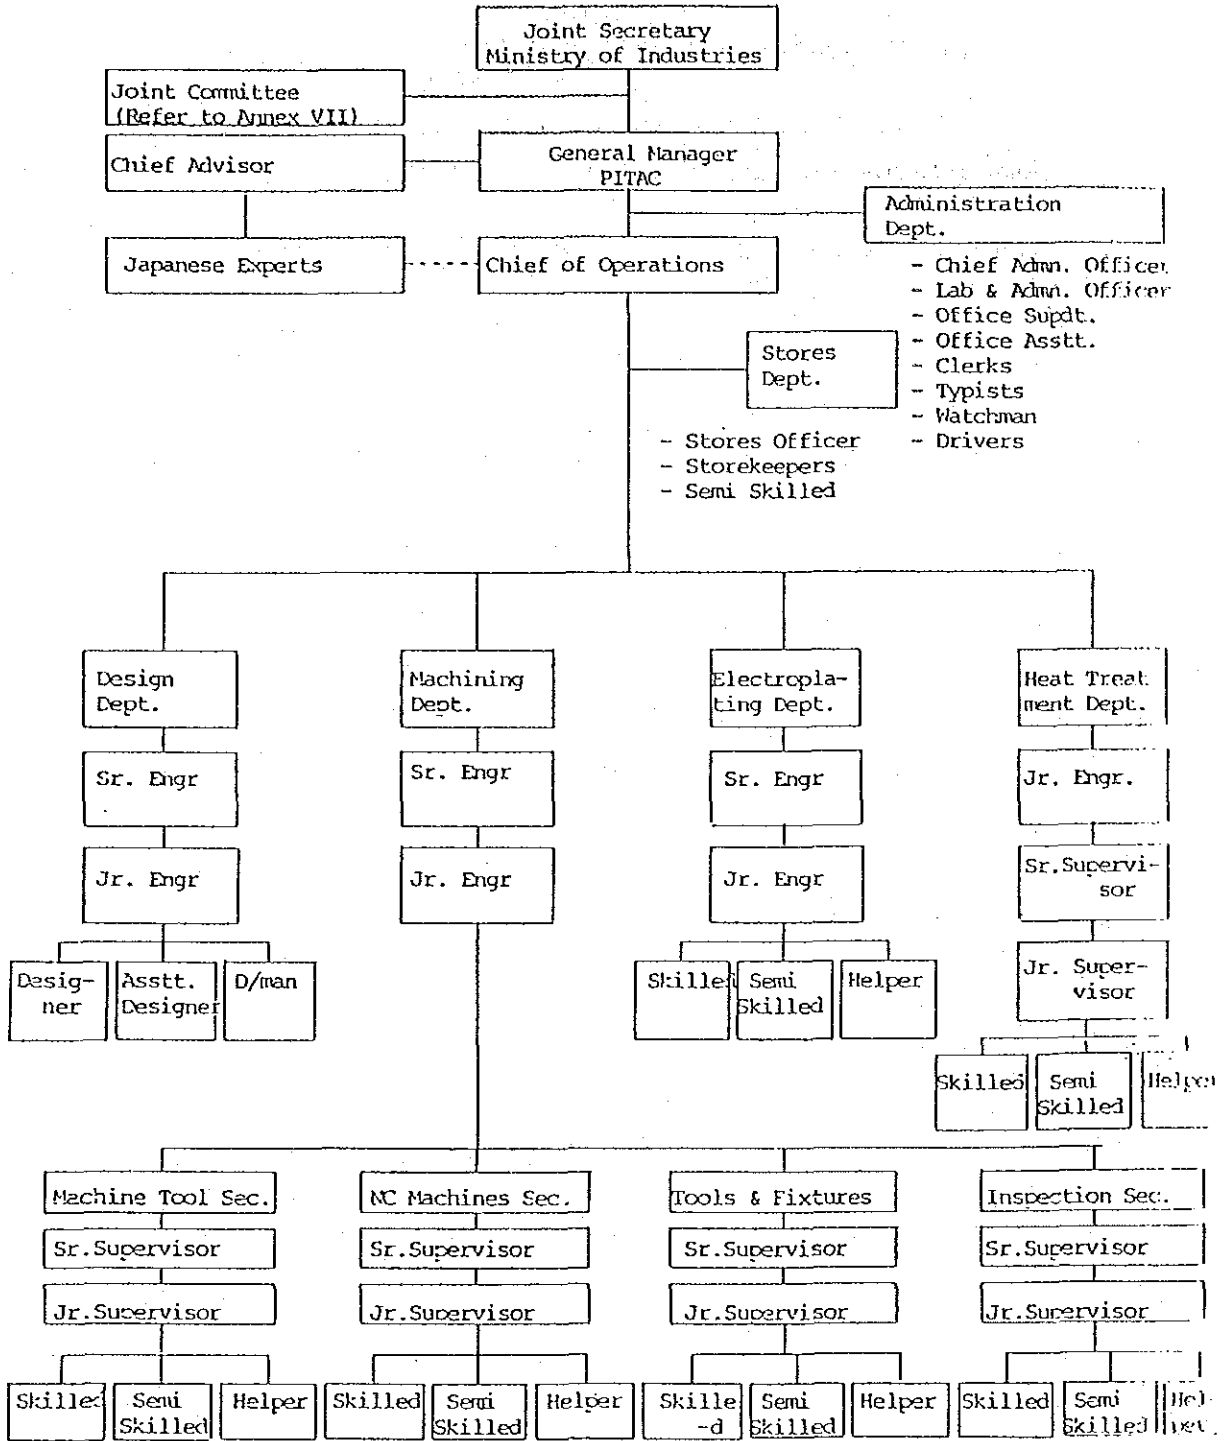 Joint Secretary
Ministry of Industries
Joint Committee
(Refer to Annex VII)
General Manager
PITAC
Chief Advisor
Administration
Dept.
Japanese Experts
Chief of Operations
- Chief Admn. Officer
- Lab & Admn. Officer
- Office Supdt.
- Office Asstt.
- Clerks
- Typists
- Watchman
- Drivers
Stores
Dept.
- Stores Officer
- Storekeepers
- Semi Skilled
Design
Dept.
Machining
Dept.
Electropla-
ting Dept.
Heat Treat
ment Dept.
Sr. Engr
Sr. Engr
Sr. Engr
Jr. Engr.
Jr. Engr
Jr. Engr
Jr. Engr
Sr.Supervi-
sor
Desig-
ner
Asstt.
Designer
D/man
Skilled
Semi
Skilled
Helper
Jr. Super-
visor
Skilled
Semi
Skilled
Helper
Machine Tool Sec.
NC Machines Sec.
Tools & Fixtures
Inspection Sec.
Sr.Supervisor
Sr.Supervisor
Sr.Supervisor
Sr.Supervisor
Jr.Supervisor
Jr.Supervisor
Jr.Supervisor
Jr.Supervisor
Skilled
Semi
Skilled
Helper
Skilled
Semi
Skilled
Helper
Skille
-d
Semi
Skilled
Helper
Skilled
Semi
Skilled
Hel-
per